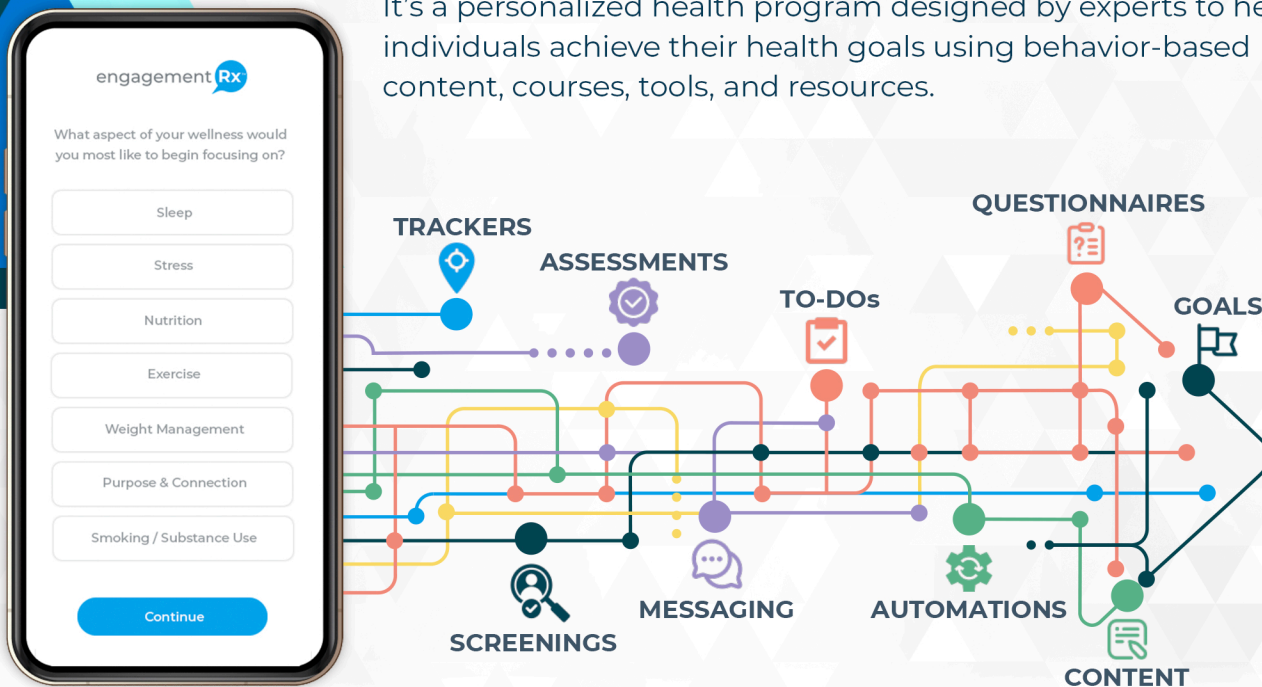 It's a personalized health program designed by experts to
individuals achieve their health goals using behavior-based
content, courses, tools, and resources.
engagement Rx
What aspect of your wellness would
you most like to begin focusing on?
Sleep
Stress
Nutrition
Exercise
Weight Management
Purpose & Connection
Smoking / Substance Use
Continue
TRACKERS
ASSESSMENTS
TO-DOs
QUESTIONNAIRES
GOALS
SCREENINGS
MESSAGING
AUTOMATIONS
CONTENT